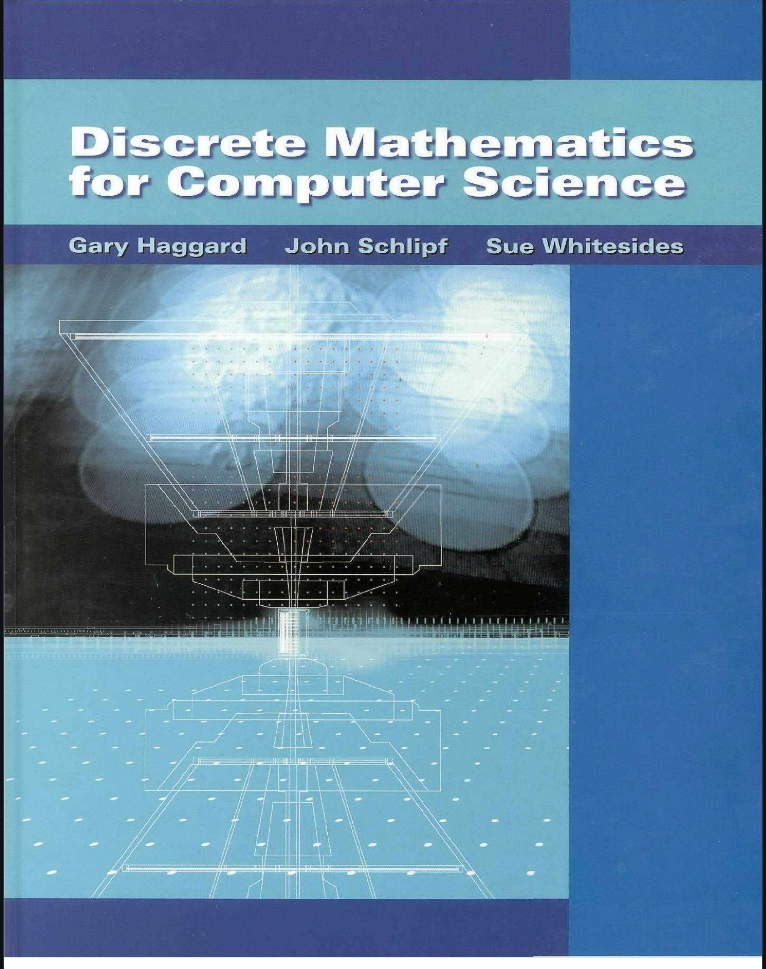 Discrete Mathematics
for Computer Science
Gary Haggard John Schlipf Sue Whitesides